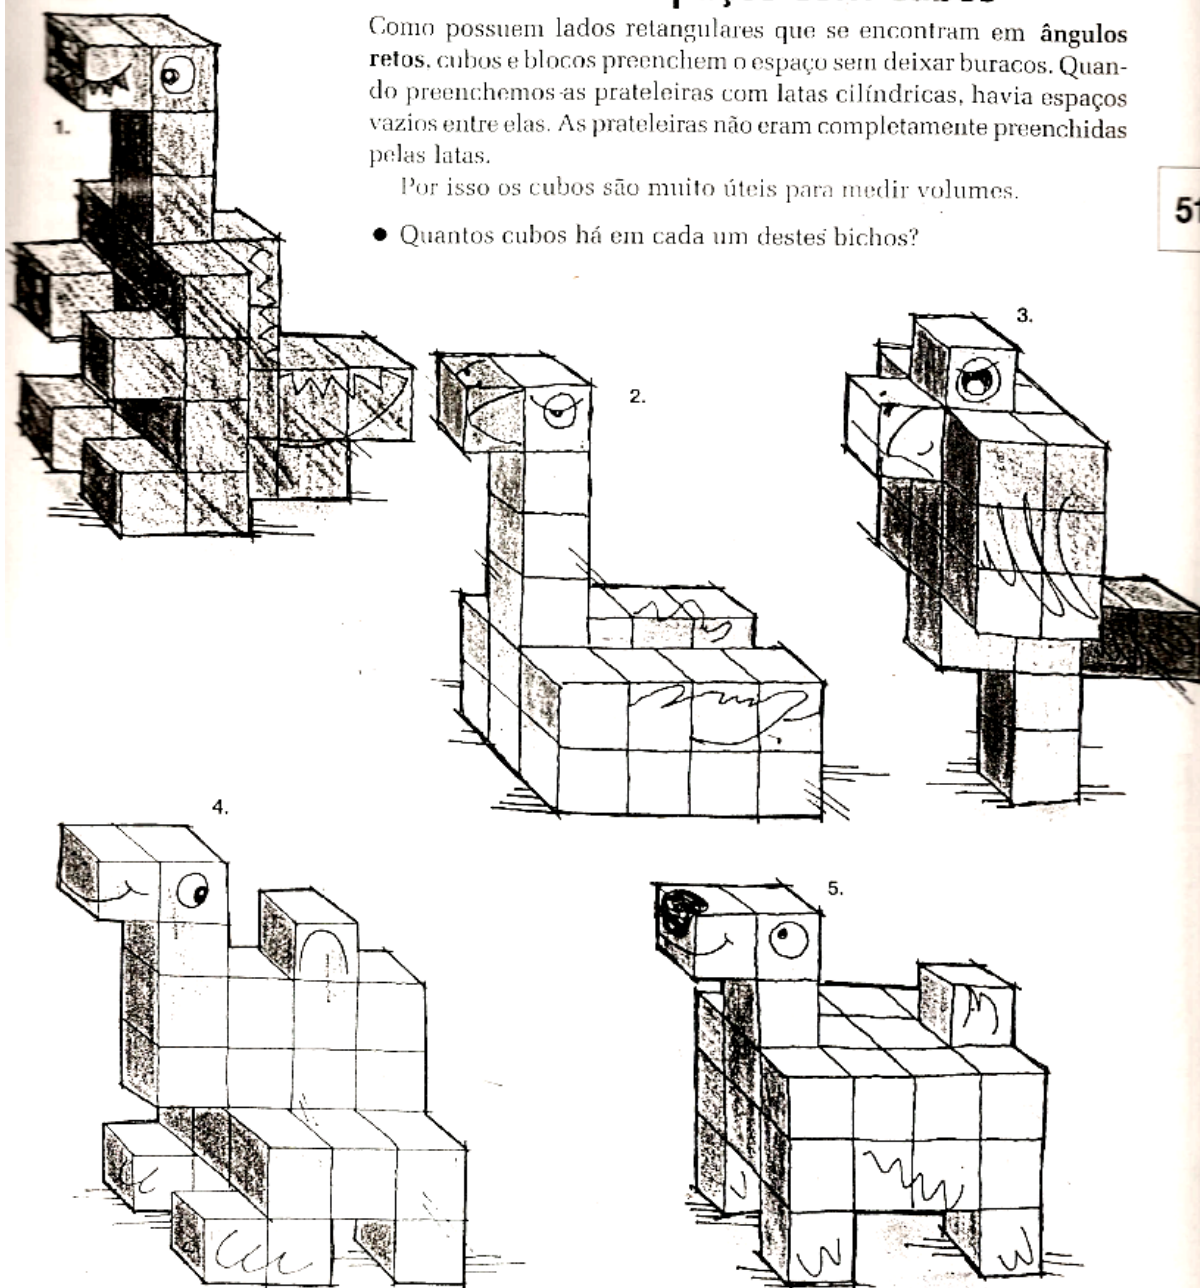 Como possuem lados retangulares que se encontram em ângulos
retos, cubos e blocos preenchem o espaço sem deixar buracos. Quan-
do preenchemos as prateleiras com latas cilíndricas, havia espaços
vazios entre elas. As prateleiras não eram completamente preenchidas
pelas latas.
Por isso os cubos são muito úteis para medir volumes.
51
● Quantos cubos há em cada um destes bichos?
1.
2.
3.
4.
5.